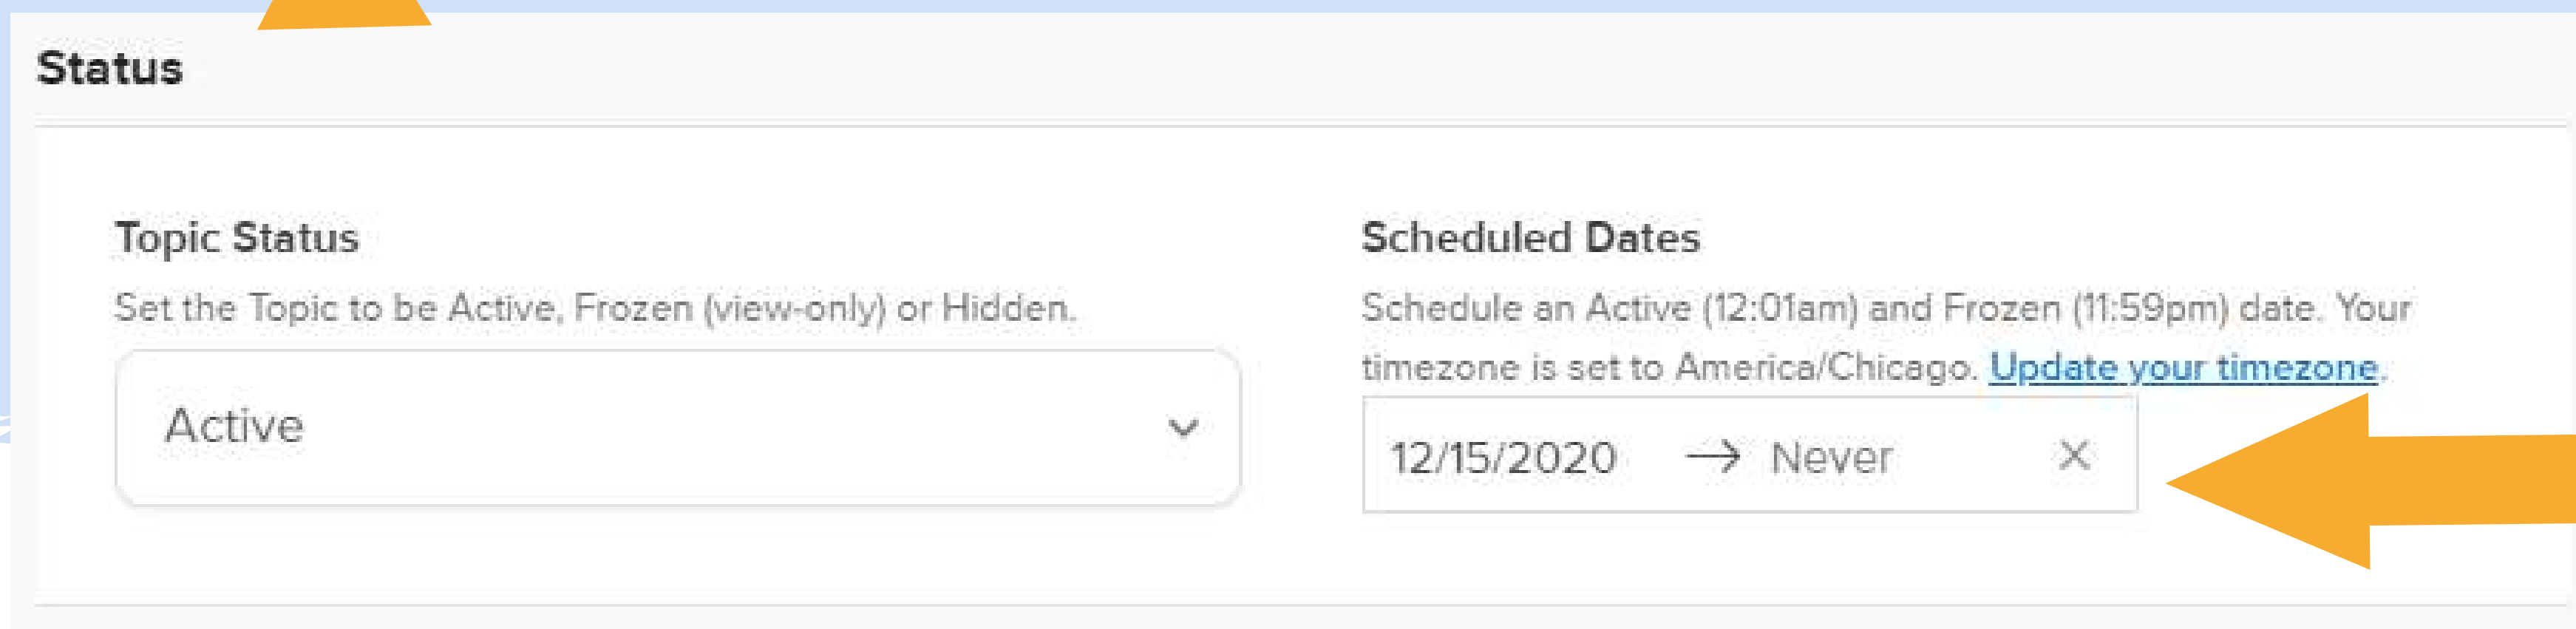 Status
Topic Status
Set the Topic to be Active, Frozen (view-only) or Hidden.
Active
Scheduled Dates
Schedule an Active (12:01am) and Frozen (11:59pm) date. Your
timezone is set to America/Chicago. Update your timezone.
12/15/2020 → Never ×